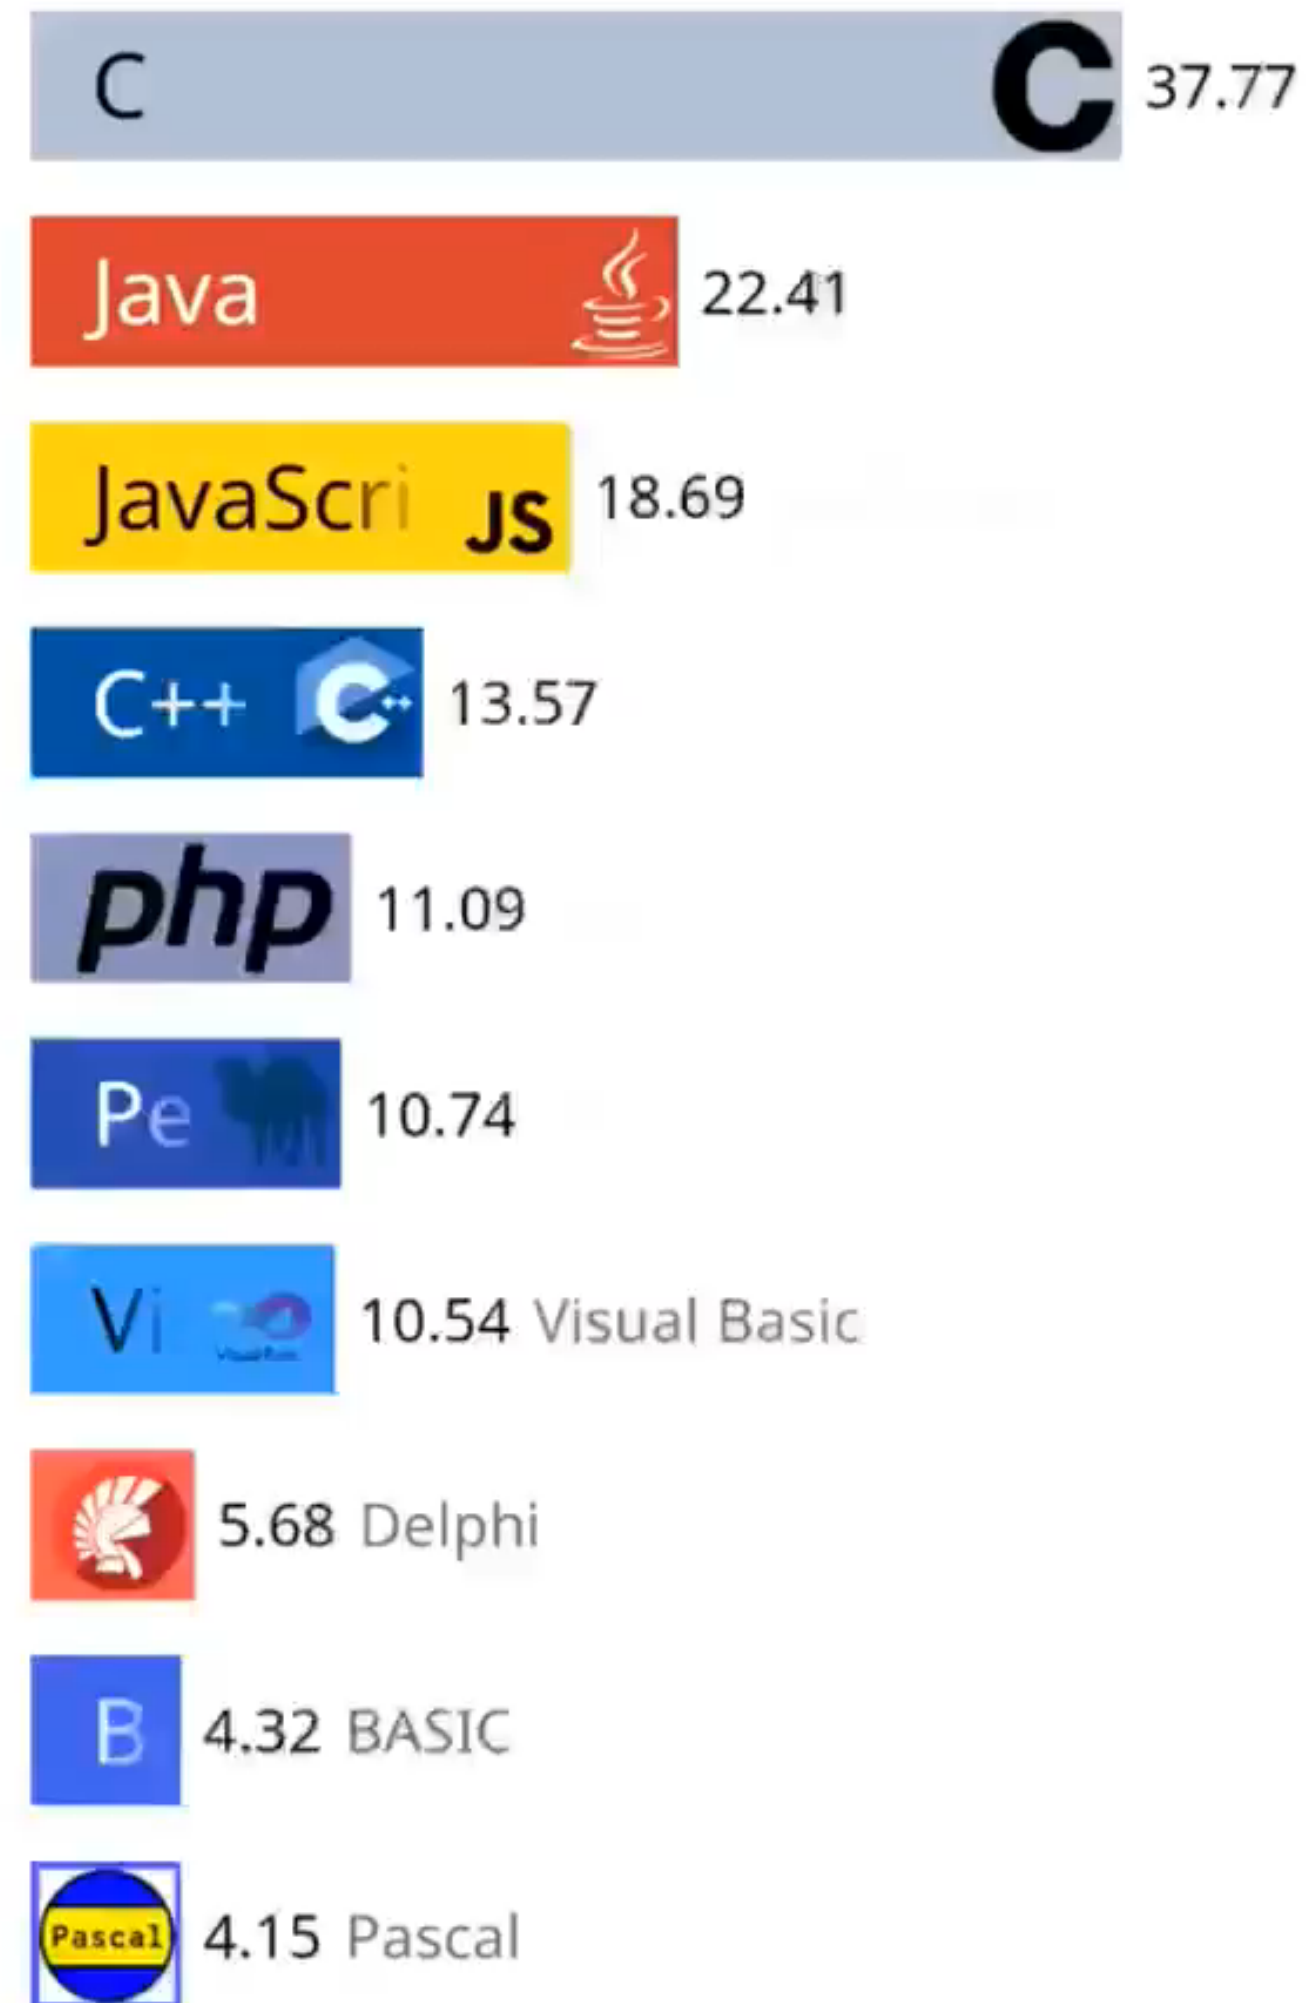 C C 37.77
Java 22.41
JavaScri JS 18.69
C++ C++ 13.57
php 11.09
Pe 10.74
Vi 10.54 Visual Basic
5.68 Delphi
B 4.32 BASIC
Pascal 4.15 Pascal